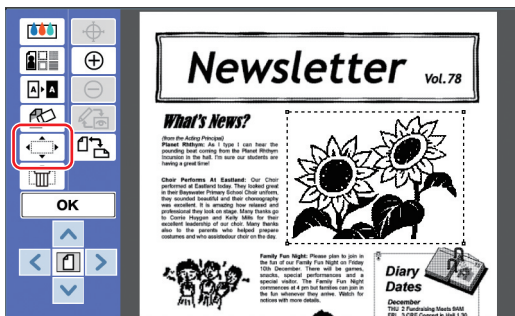 Newsletter Vol. 78
What's News?
(from the Acting Principal)
Planet Rhthym: As I type I can hear the
pounding beat coming from the Planet Rhthym
Incursion in the hall. I'm sure our students are
having a great time!
Choir Performs At Eastland: Our Choir
performed at Eastland today. They looked great
in their Bayswater Primary School Choir uniform,
they sounded beautiful and their choreography
was excellent. It is amazing how relaxed and
professional they look on stage. Many thanks go
to Corrie Huygen and Kelly Mills for their
excellent leadership of our choir. Many thanks
also to the parents who helped prepare
costumes and who assistedour choir on the day.
OK
Family Fun Night: Please plan to join in
the fun of our Family Fun Night on Friday
10th December. There will be games,
snacks, special performances and a
special visitor. The Family Fun Night
commences at 4 pm but families can join in
the fun whenever they arrive. Watch for
notices with more details.
Diary
Dates
December
THU 2 Fundraising Meets 9AM